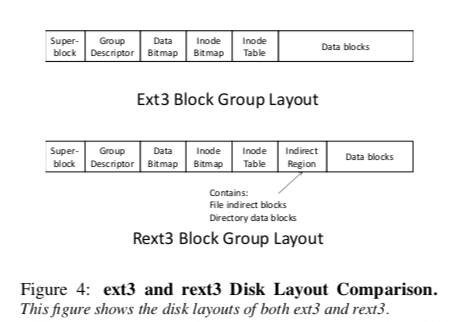 Super-block Group Descriptor Data Bitmap Inode Bitmap Inode Table Data blocks
Ext3 Block Group Layout
Super-block Group Descriptor Data Bitmap Inode Bitmap Inode Table Indirect Region Data blocks
Contains:
File indirect blocks
Directory data blocks
Rext3 Block Group Layout
Figure 4: ext3 and rext3 Disk Layout Comparison.
This figure shows the disk layouts of both ext3 and rext3.